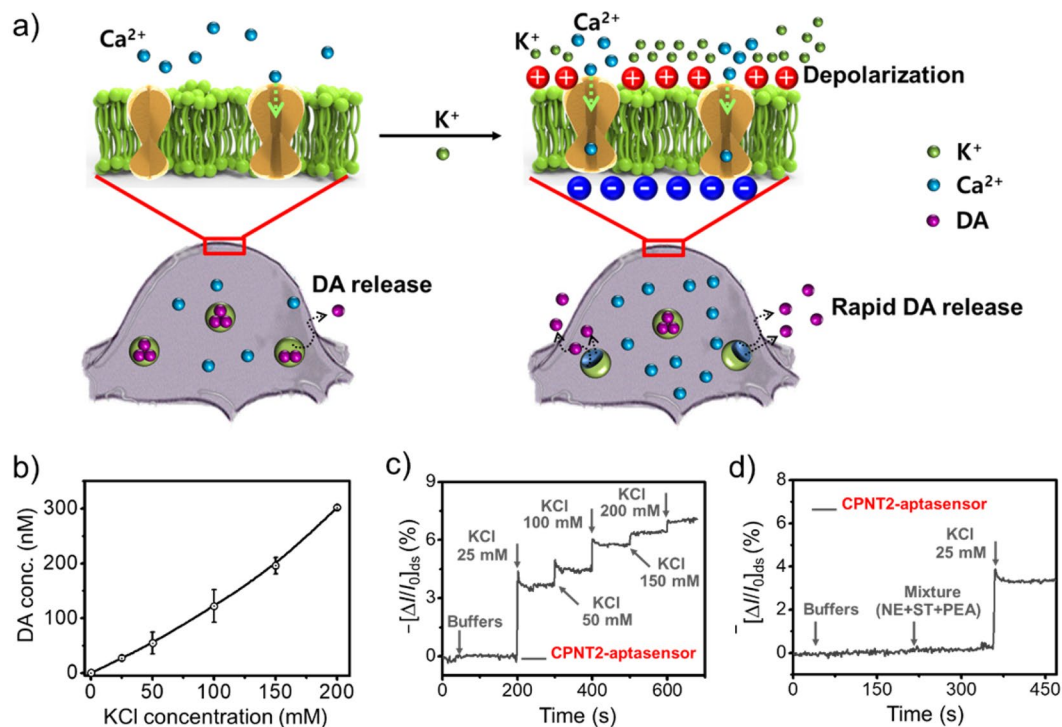 a)
Ca²⁺
K⁺
K⁺
Ca²⁺
+ + + + + + +
Depolarization
- - - - - -
K⁺
Ca²⁺
DA
DA release
Rapid DA release
b)
DA conc. (nM)
300
200
100
0
0 50 100 150 200
KCl concentration (mM)
c)
−[ΔI/I₀]ds (%)
9
6
3
0
KCl
25 mM
KCl
100 mM
KCl
200 mM
KCl
50 mM
KCl
150 mM
Buffers
CPNT2-aptasensor
0 200 400 600
Time (s)
d)
−[ΔI/I₀]ds (%)
8
6
4
2
0
CPNT2-aptasensor
KCl
25 mM
Mixture
(NE+ST+PEA)
Buffers
0 150 300 450
Time (s)